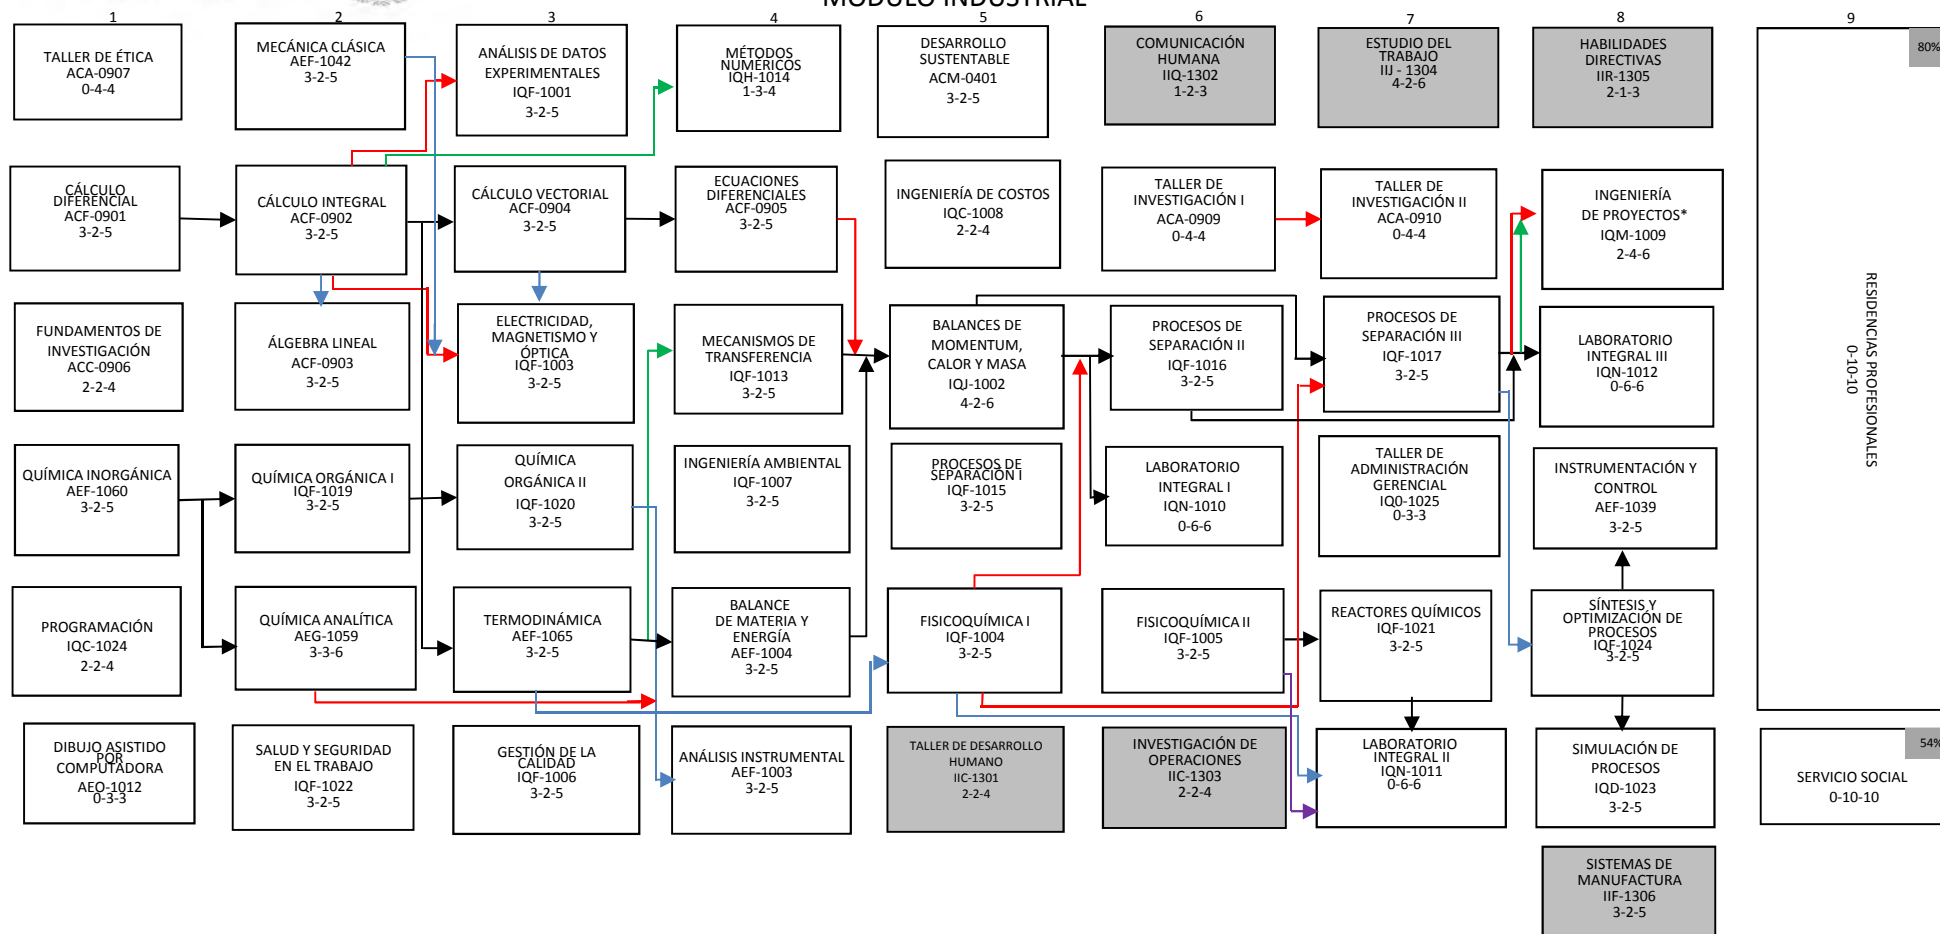 MÓDULO INDUSTRIAL
1
2
3
4
5
6
7
8
9
TALLER DE ÉTICA
ACA-0907
0-4-4
MECÁNICA CLÁSICA
AEF-1042
3-2-5
ANÁLISIS DE DATOS
EXPERIMENTALES
IQF-1001
3-2-5
MÉTODOS
NUMÉRICOS
IQH-1014
1-3-4
DESARROLLO
SUSTENTABLE
ACM-0401
3-2-5
COMUNICACIÓN
HUMANA
IIQ-1302
1-2-3
ESTUDIO DEL
TRABAJO
IIJ - 1304
4-2-6
HABILIDADES
DIRECTIVAS
IIR-1305
2-1-3
80%
CÁLCULO
DIFERENCIAL
ACF-0901
3-2-5
CÁLCULO INTEGRAL
ACF-0902
3-2-5
CÁLCULO VECTORIAL
ACF-0904
3-2-5
ECUACIONES
DIFERENCIALES
ACF-0905
3-2-5
INGENIERÍA DE COSTOS
IQC-1008
2-2-4
TALLER DE
INVESTIGACIÓN I
ACA-0909
0-4-4
TALLER DE
INVESTIGACIÓN II
ACA-0910
0-4-4
INGENIERÍA
DE PROYECTOS*
IQM-1009
2-4-6
RESIDENCIAS PROFESIONALES
0-10-10
FUNDAMENTOS DE
INVESTIGACIÓN
ACC-0906
2-2-4
ÁLGEBRA LINEAL
ACF-0903
3-2-5
ELECTRICIDAD,
MAGNETISMO Y
ÓPTICA
IQF-1003
3-2-5
MECANISMOS DE
TRANSFERENCIA
IQF-1013
3-2-5
BALANCES DE
MOMENTUM,
CALOR Y MASA
IQJ-1002
4-2-6
PROCESOS DE
SEPARACIÓN II
IQF-1016
3-2-5
PROCESOS DE
SEPARACIÓN III
IQF-1017
3-2-5
LABORATORIO
INTEGRAL III
IQN-1012
0-6-6
QUÍMICA INORGÁNICA
AEF-1060
3-2-5
QUÍMICA ORGÁNICA I
IQF-1019
3-2-5
QUÍMICA
ORGÁNICA II
IQF-1020
3-2-5
INGENIERÍA AMBIENTAL
IQF-1007
3-2-5
PROCESOS DE
SEPARACIÓN I
IQF-1015
3-2-5
LABORATORIO
INTEGRAL I
IQN-1010
0-6-6
TALLER DE
ADMINISTRACIÓN
GERENCIAL
IQ0-1025
0-3-3
INSTRUMENTACIÓN Y
CONTROL
AEF-1039
3-2-5
PROGRAMACIÓN
IQC-1024
2-2-4
QUÍMICA ANALÍTICA
AEG-1059
3-3-6
TERMODINÁMICA
AEF-1065
3-2-5
BALANCE
DE MATERIA Y
ENERGÍA
AEF-1004
3-2-5
FISICOQUÍMICA I
IQF-1004
3-2-5
FISICOQUÍMICA II
IQF-1005
3-2-5
REACTORES QUÍMICOS
IQF-1021
3-2-5
SÍNTESIS Y
OPTIMIZACIÓN DE
PROCESOS
IQF-1024
3-2-5
DIBUJO ASISTIDO
POR
COMPUTADORA
AEO-1012
0-3-3
SALUD Y SEGURIDAD
EN EL TRABAJO
IQF-1022
3-2-5
GESTIÓN DE LA
CALIDAD
IQF-1006
3-2-5
ANÁLISIS INSTRUMENTAL
AEF-1003
3-2-5
TALLER DE DESARROLLO
HUMANO
IIC-1301
2-2-4
INVESTIGACIÓN DE
OPERACIONES
IIC-1303
2-2-4
LABORATORIO
INTEGRAL II
IQN-1011
0-6-6
SIMULACIÓN DE
PROCESOS
IQD-1023
3-2-5
54%
SERVICIO SOCIAL
0-10-10
SISTEMAS DE
MANUFACTURA
IIF-1306
3-2-5